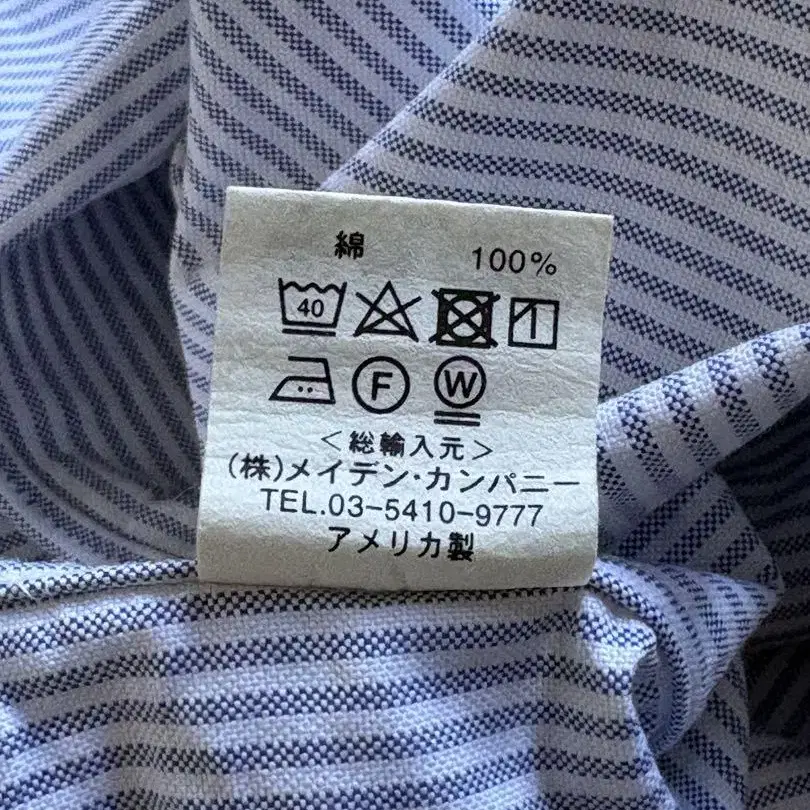 綿 100%
40
F W
＜総輸入元＞
(株)メイデン・カンパニー
TEL.03-5410-9777
アメリカ製